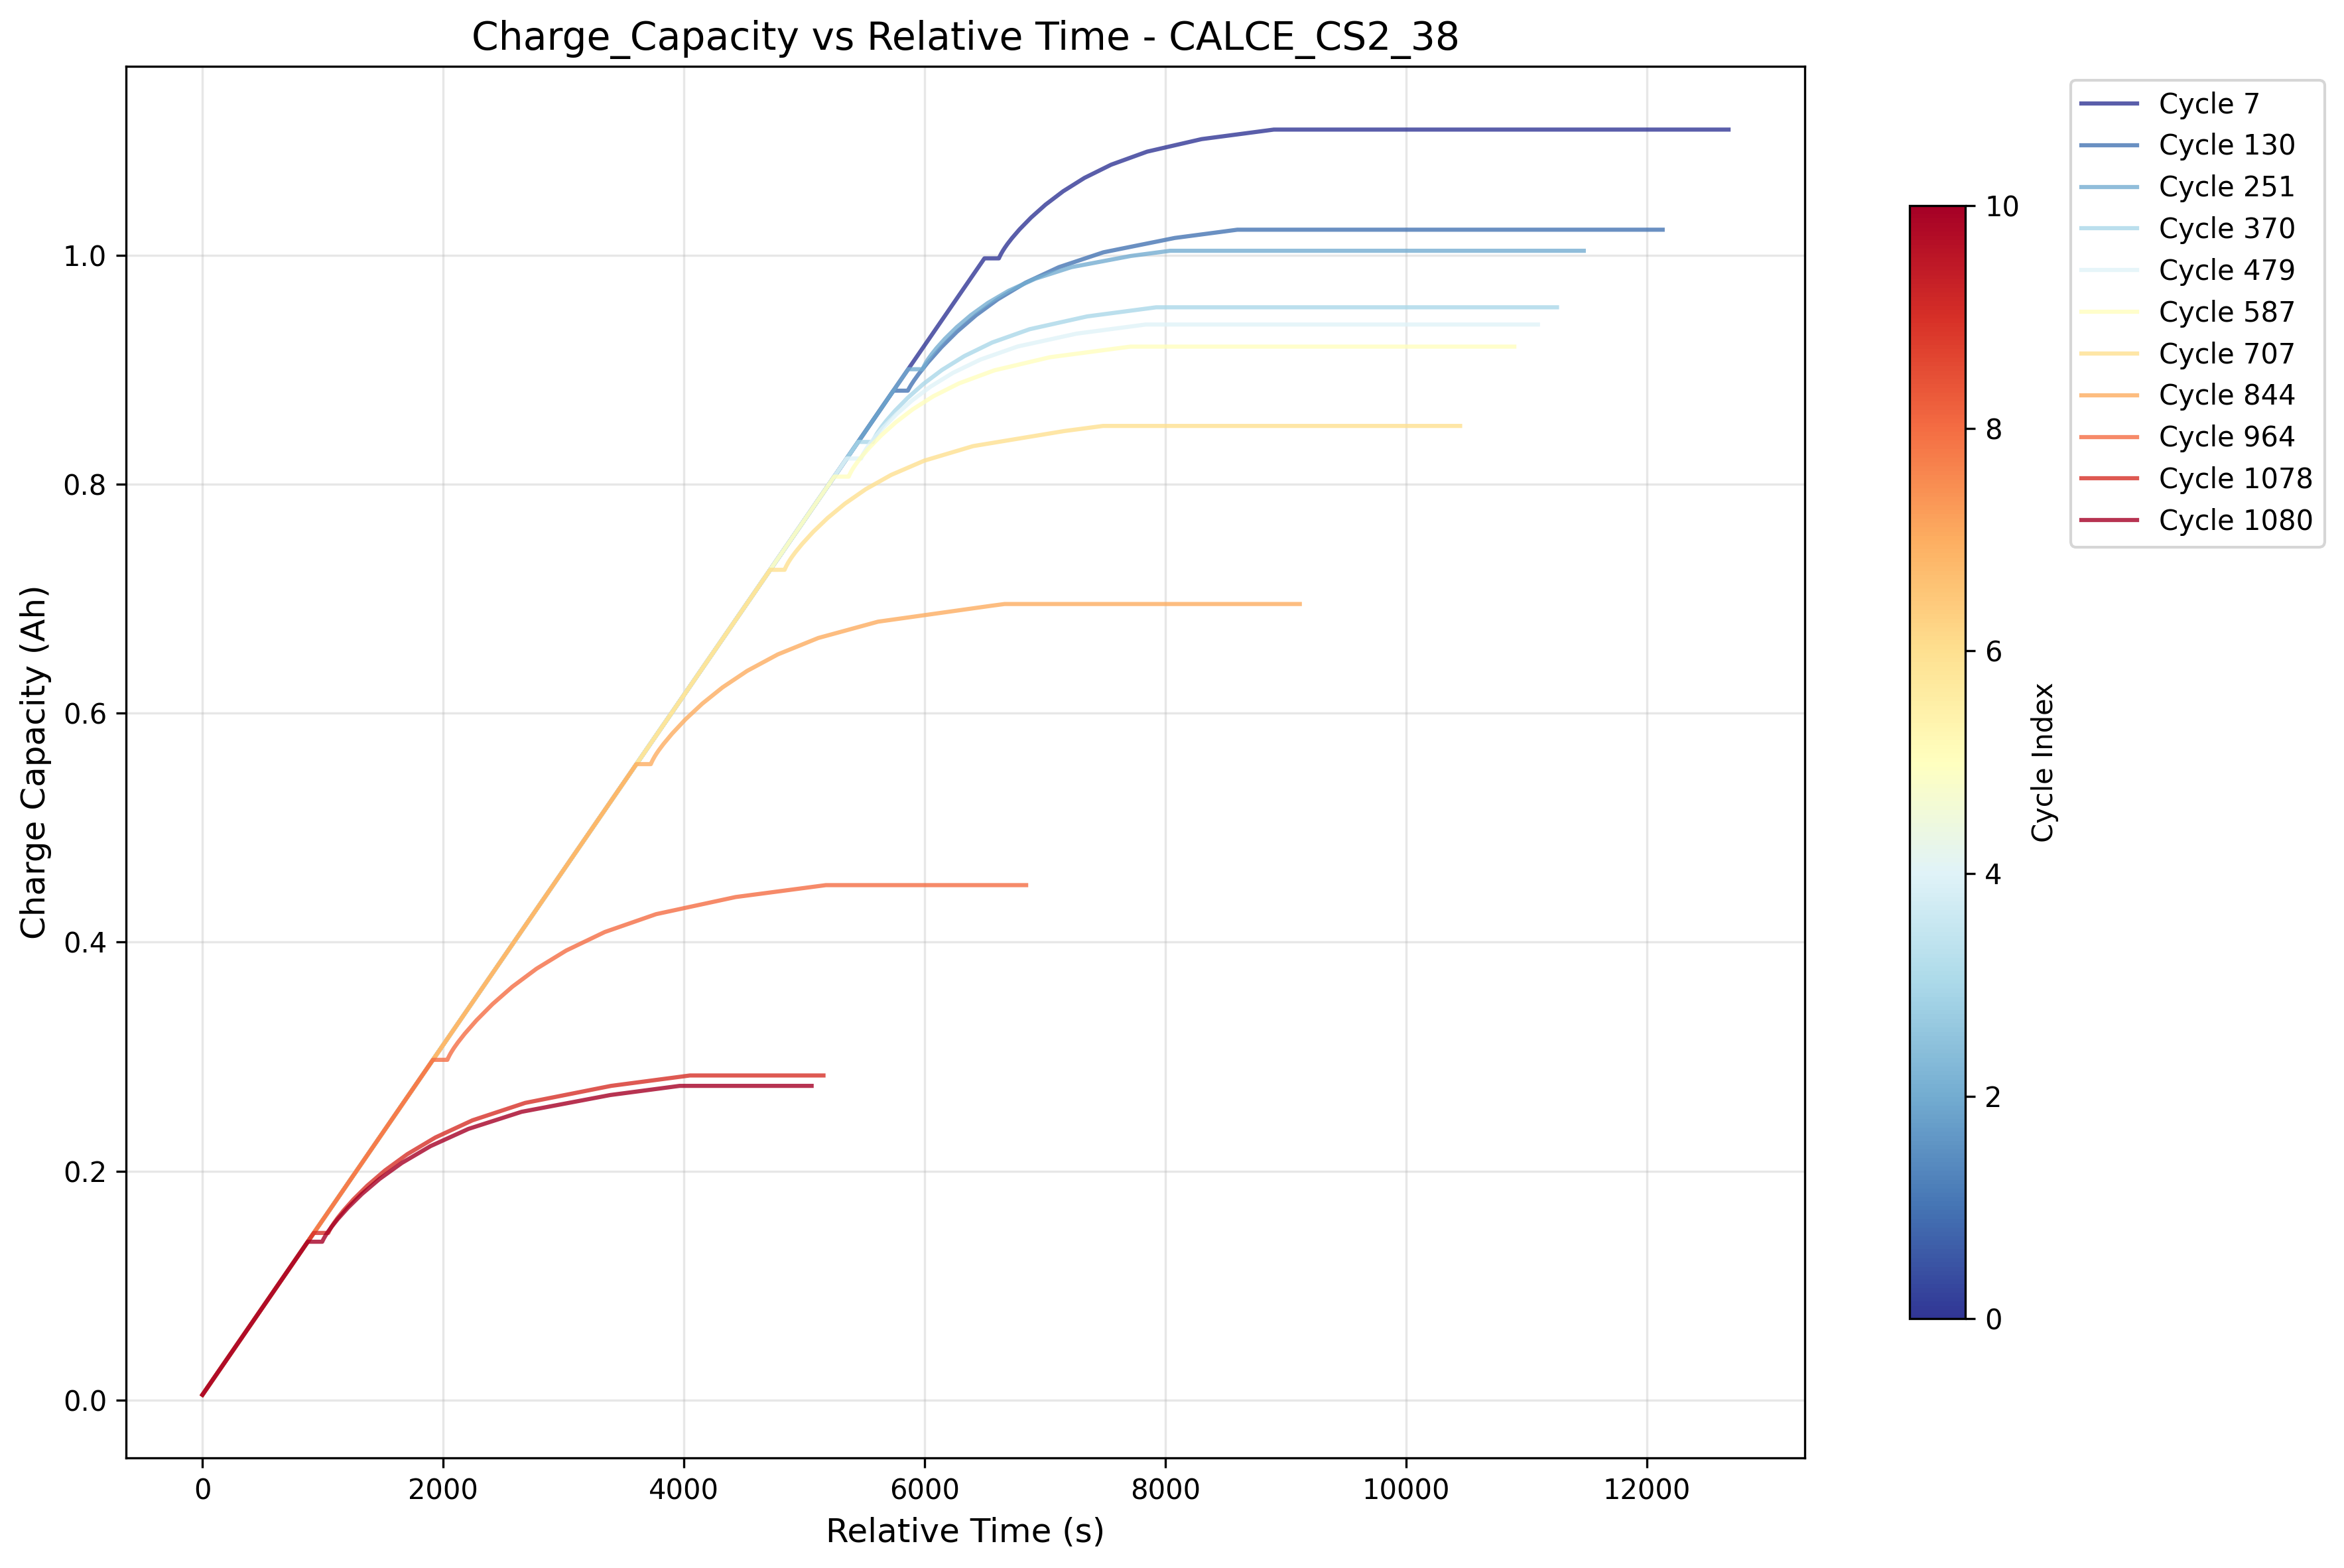 Charge_Capacity vs Relative Time - CALCE_CS2_38
Charge Capacity (Ah)
1.0
0.8
0.6
0.4
0.2
0.0
0 2000 4000 6000 8000 10000 12000
Relative Time (s)
10
8
6
4
2
0
Cycle Index
Cycle 7
Cycle 130
Cycle 251
Cycle 370
Cycle 479
Cycle 587
Cycle 707
Cycle 844
Cycle 964
Cycle 1078
Cycle 1080